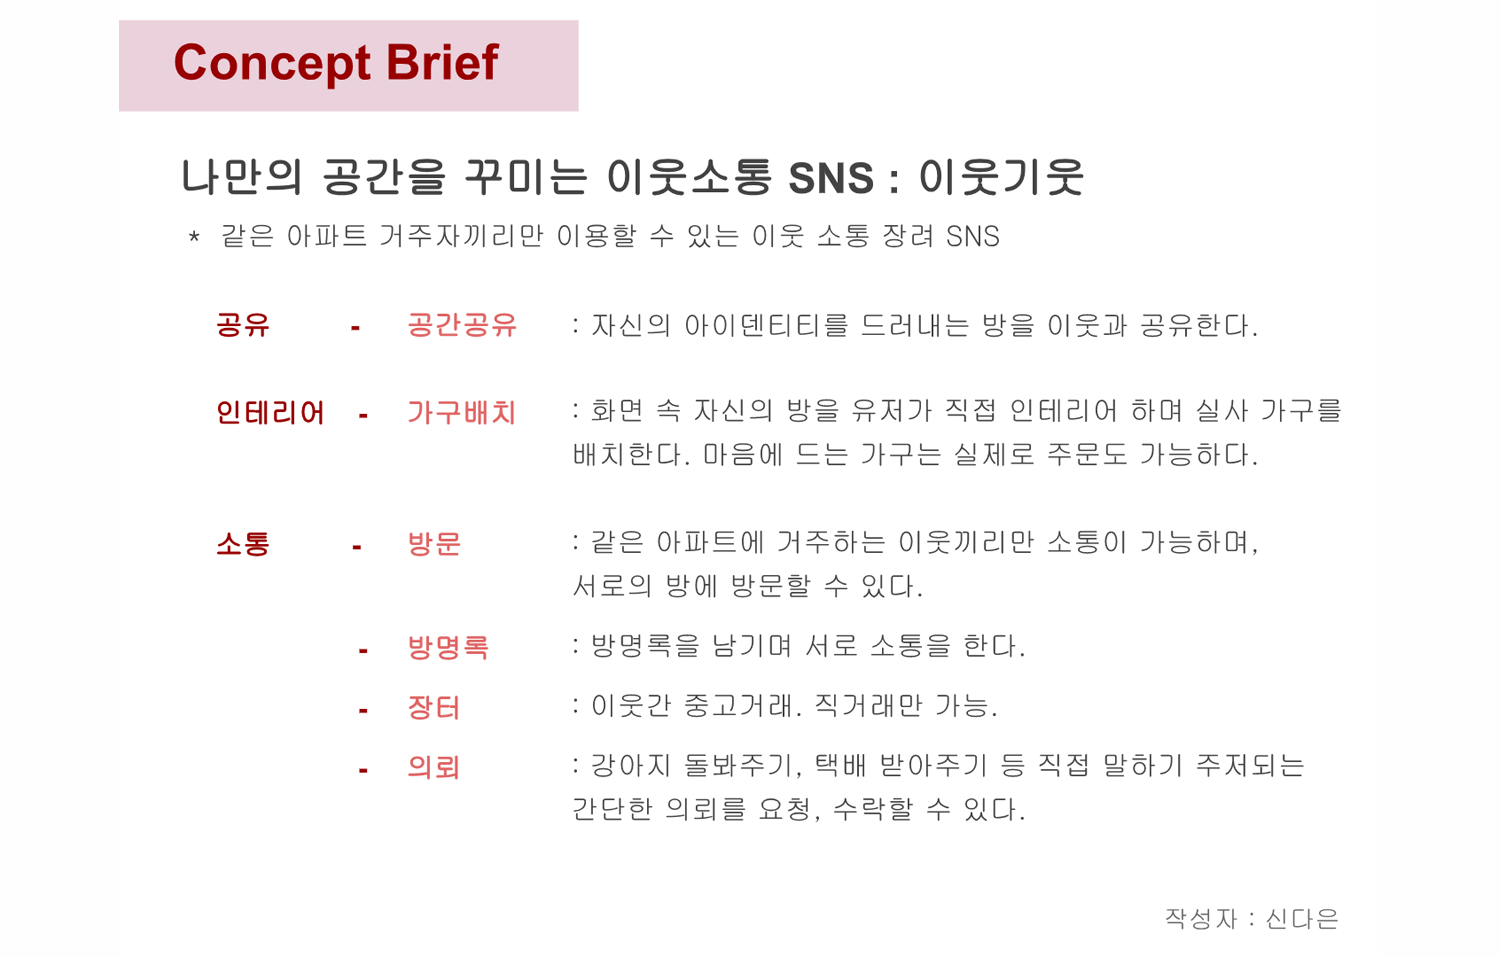 Concept Brief
나만의 공간을 꾸미는 이웃소통 SNS : 이웃기웃
* 같은 아파트 거주자끼리만 이용할 수 있는 이웃 소통 장려 SNS
공유 - 공간공유 : 자신의 아이덴티티를 드러내는 방을 이웃과 공유한다.
인테리어 - 가구배치 : 화면 속 자신의 방을 유저가 직접 인테리어 하며 실사 가구를
배치한다. 마음에 드는 가구는 실제로 주문도 가능하다.
소통 - 방문 : 같은 아파트에 거주하는 이웃끼리만 소통이 가능하며,
서로의 방에 방문할 수 있다.
- 방명록 : 방명록을 남기며 서로 소통을 한다.
- 장터 : 이웃간 중고거래. 직거래만 가능.
- 의뢰 : 강아지 돌봐주기, 택배 받아주기 등 직접 말하기 주저되는
간단한 의뢰를 요청, 수락할 수 있다.
작성자 : 신다은